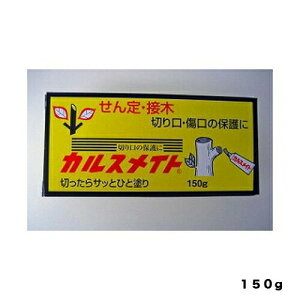 せん定・接木
切り口・傷口の保護に
切り口の保護に
カルスメイト®
切ったらサッとひと塗り
150g
150g